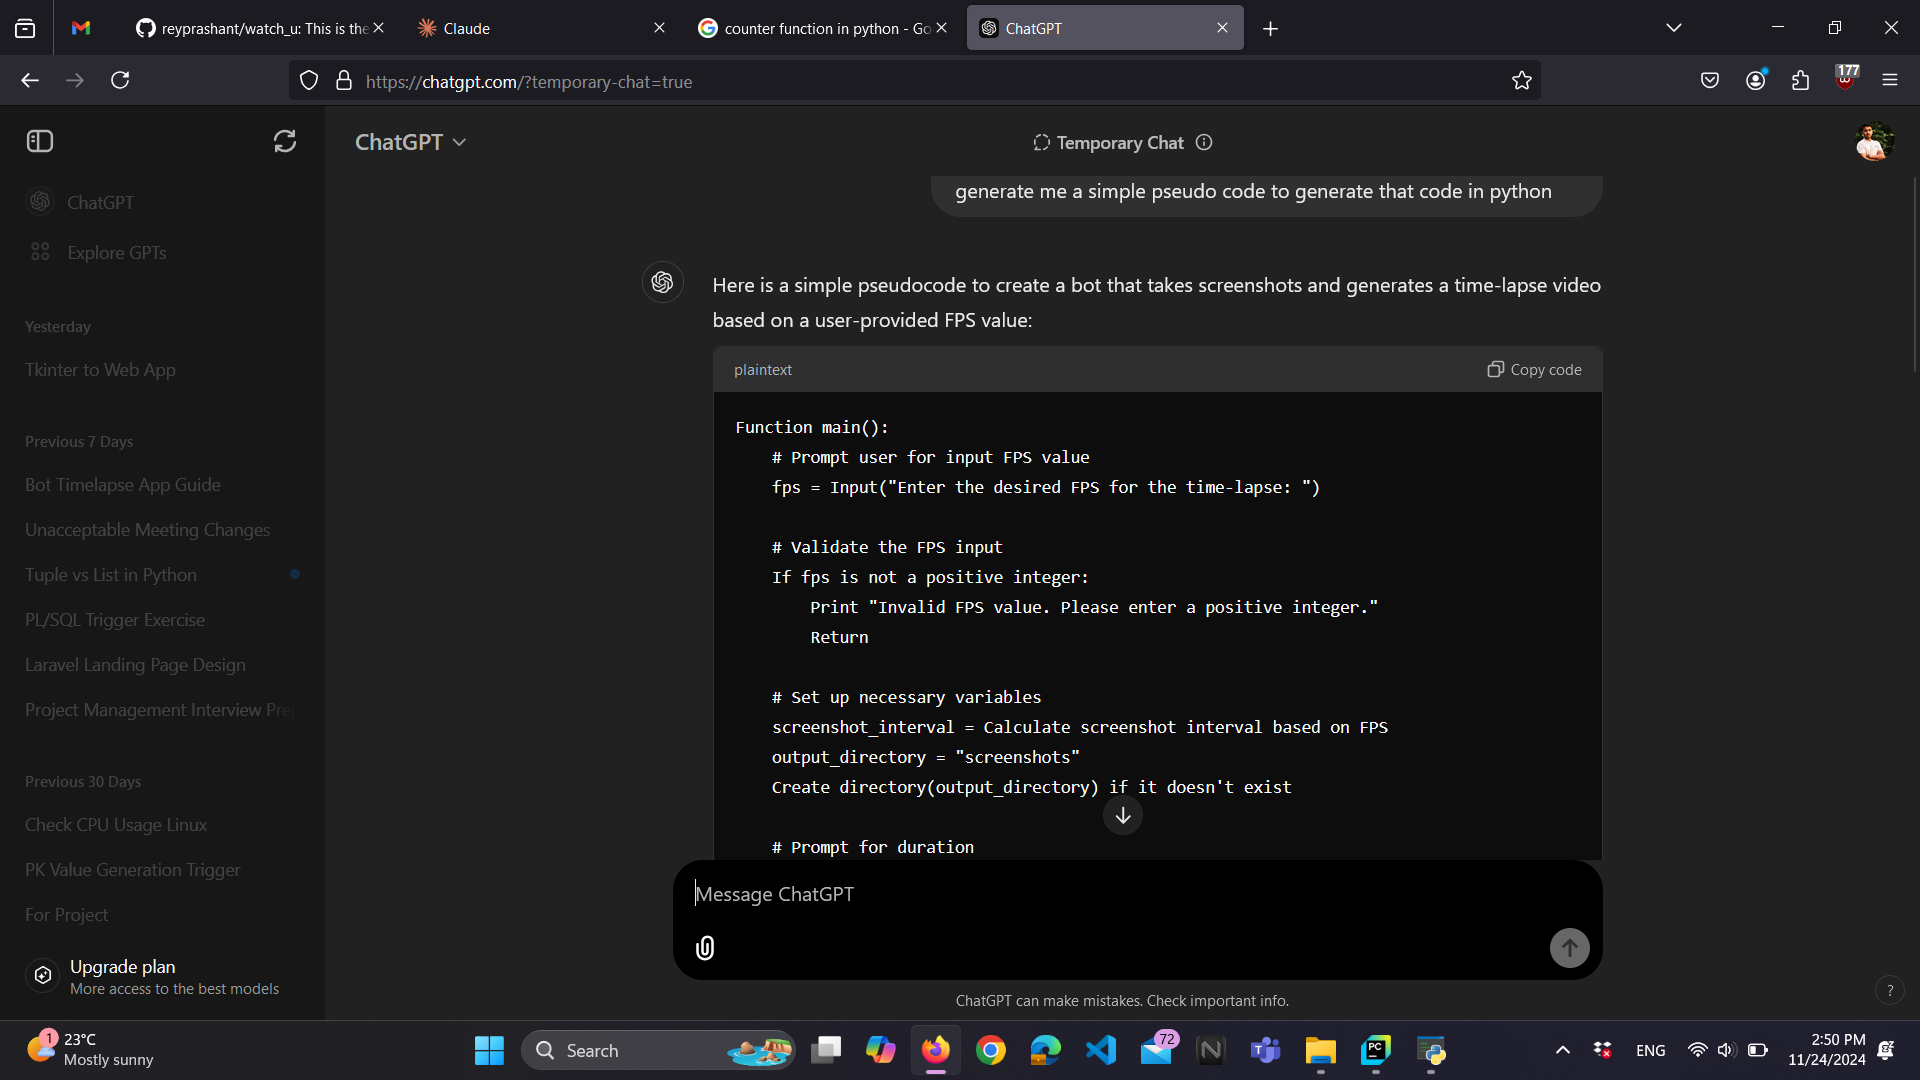 reyprashant/watch_u: This is the
Claude
counter function in python - Go
ChatGPT
https://chatgpt.com/?temporary-chat=true
177
ChatGPT
Temporary Chat
ChatGPT
Explore GPTs
Yesterday
Tkinter to Web App
Previous 7 Days
Bot Timelapse App Guide
Unacceptable Meeting Changes
Tuple vs List in Python
PL/SQL Trigger Exercise
Laravel Landing Page Design
Project Management Interview Prep
Previous 30 Days
Check CPU Usage Linux
PK Value Generation Trigger
For Project
Upgrade plan
More access to the best models
generate me a simple pseudo code to generate that code in python
Here is a simple pseudocode to create a bot that takes screenshots and generates a time-lapse video
based on a user-provided FPS value:
plaintext
Copy code
Function main():
# Prompt user for input FPS value
fps = Input("Enter the desired FPS for the time-lapse: ")
# Validate the FPS input
If fps is not a positive integer:
Print "Invalid FPS value. Please enter a positive integer."
Return
# Set up necessary variables
screenshot_interval = Calculate screenshot interval based on FPS
output_directory = "screenshots"
Create directory(output_directory) if it doesn't exist
# Prompt for duration
Message ChatGPT
ChatGPT can make mistakes. Check important info.
?
1
23°C
Mostly sunny
Search
72
PC
ENG
2:50 PM
11/24/2024